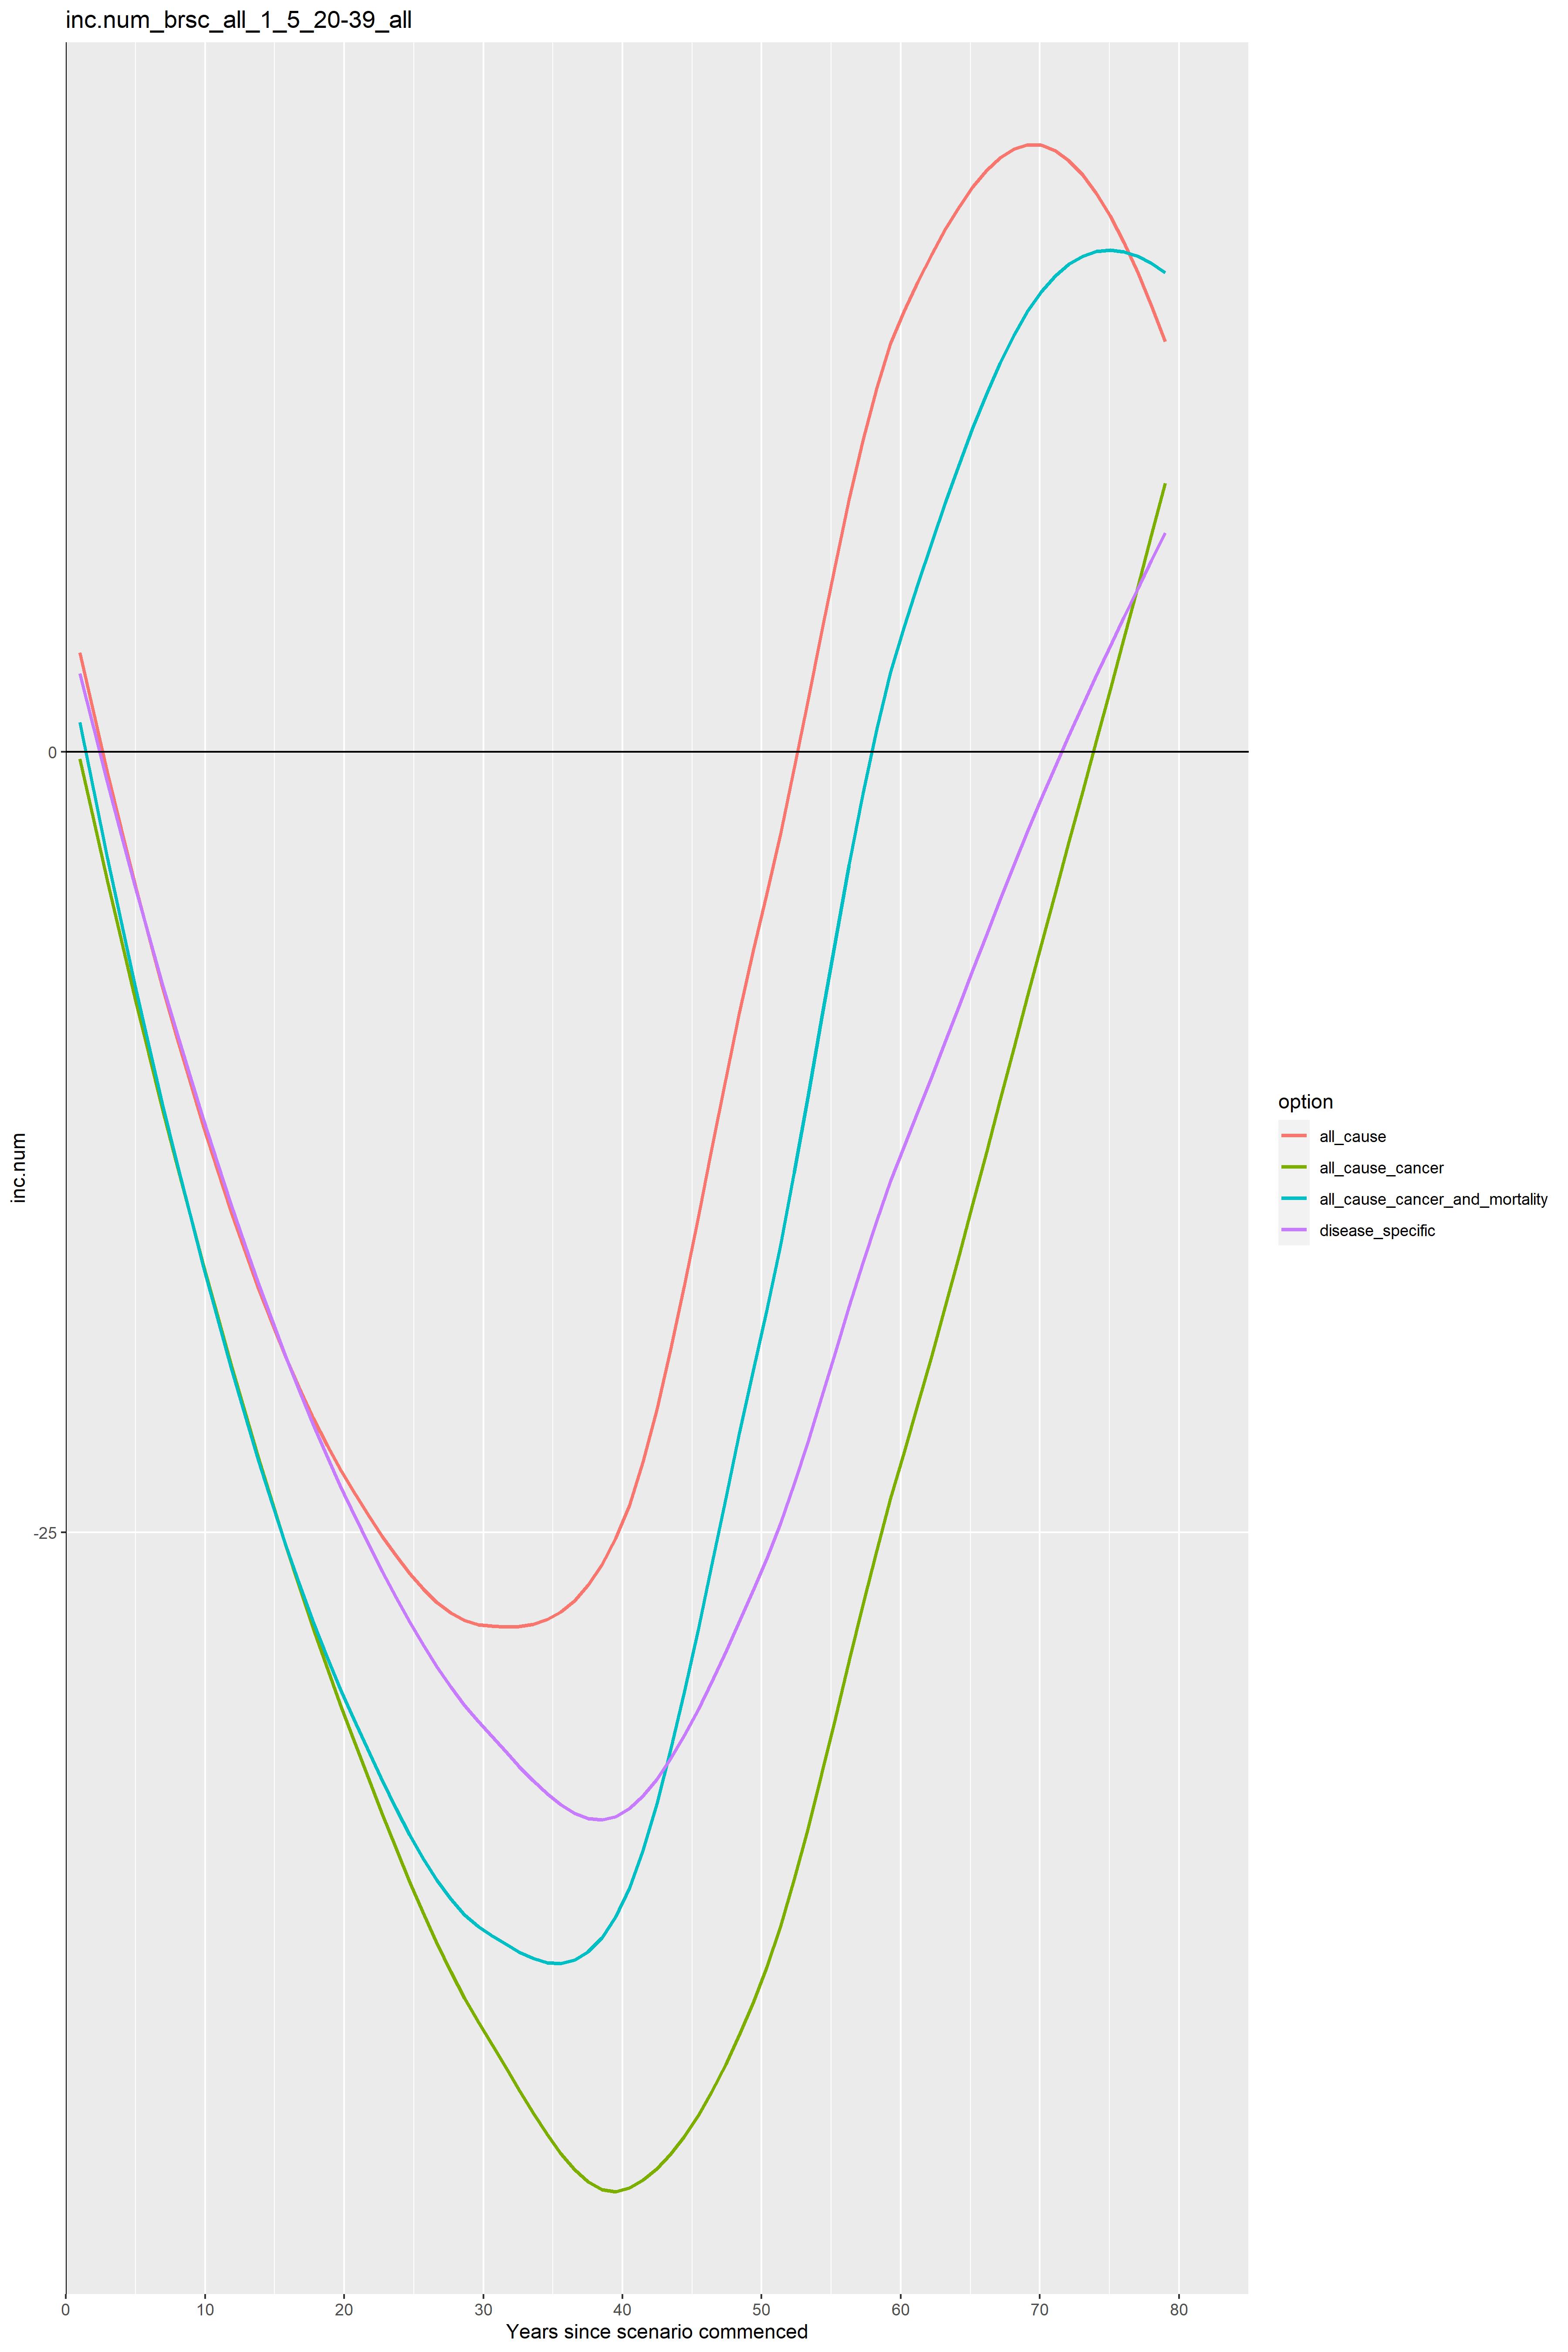 inc.num_brsc_all_1_5_20-39_all
inc.num
0
-25
0 10 20 30 40 50 60 70 80
Years since scenario commenced
option
all_cause
all_cause_cancer
all_cause_cancer_and_mortality
disease_specific